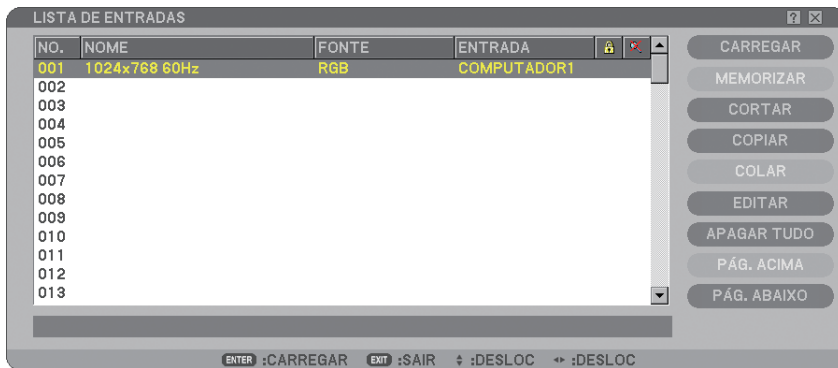 LISTA DE ENTRADAS
NO. NOME FONTE ENTRADA
001 1024x768 60Hz RGB COMPUTADOR1
002
003
004
005
006
007
008
009
010
011
012
013
CARREGAR
MEMORIZAR
CORTAR
COPIAR
COLAR
EDITAR
APAGAR TUDO
PÁG. ACIMA
PÁG. ABAIXO
ENTER :CARREGAR EXIT :SAIR :DESLOC :DESLOC